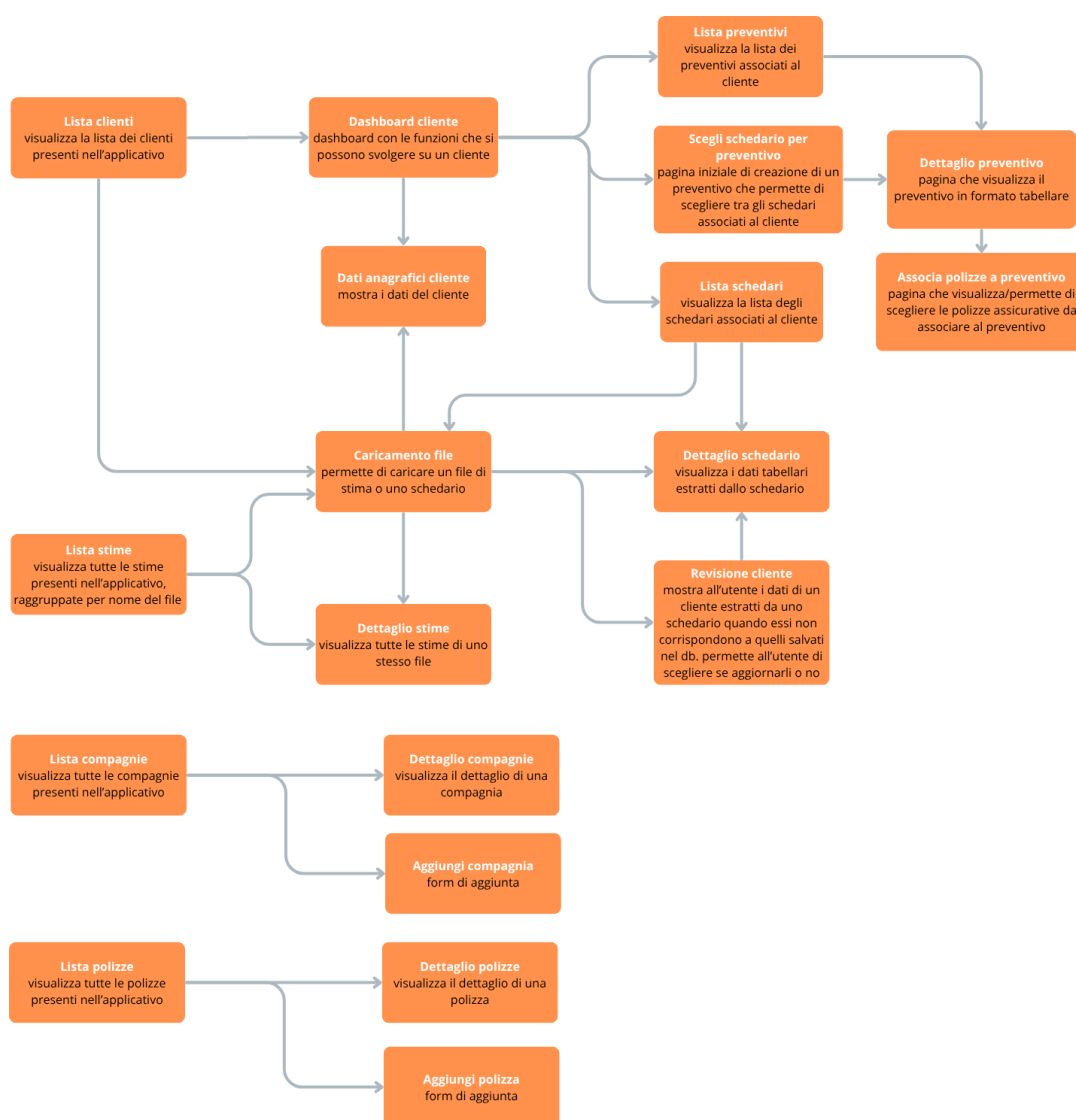 Lista preventivi
visualizza la lista dei
preventivi associati al
cliente
Lista clienti
visualizza la lista dei clienti
presenti nell'applicativo
Dashboard cliente
dashboard con le funzioni che si
possono svolgere su un cliente
Scegli schedario per
preventivo
pagina iniziale di creazione di un
preventivo che permette di
scegliere tra gli schedari
associati al cliente
Dettaglio preventivo
pagina che visualizza il
preventivo in formato tabellare
Dati anagrafici cliente
mostra i dati del cliente
Lista schedari
visualizza la lista degli
schedari associati al cliente
Associa polizze a preventivo
pagina che visualizza/permette di
scegliere le polizze assicurative da
associare al preventivo
Caricamento file
permette di caricare un file di
stima o uno schedario
Dettaglio schedario
visualizza i dati tabellari
estratti dallo schedario
Lista stime
visualizza tutte le stime
presenti nell'applicativo,
raggruppate per nome del file
Revisione cliente
mostra all'utente i dati di un
cliente estratti da uno
schedario quando essi non
corrispondono a quelli salvati
nel db. permette all'utente di
scegliere se aggiornarli o no
Dettaglio stime
visualizza tutte le stime di uno
stesso file
Lista compagnie
visualizza tutte le compagnie
presenti nell'applicativo
Dettaglio compagnie
visualizza il dettaglio di una
compagnia
Aggiungi compagnia
form di aggiunta
Lista polizze
visualizza tutte le polizze
presenti nell'applicativo
Dettaglio polizze
visualizza il dettaglio di una
polizza
Aggiungi polizza
form di aggiunta